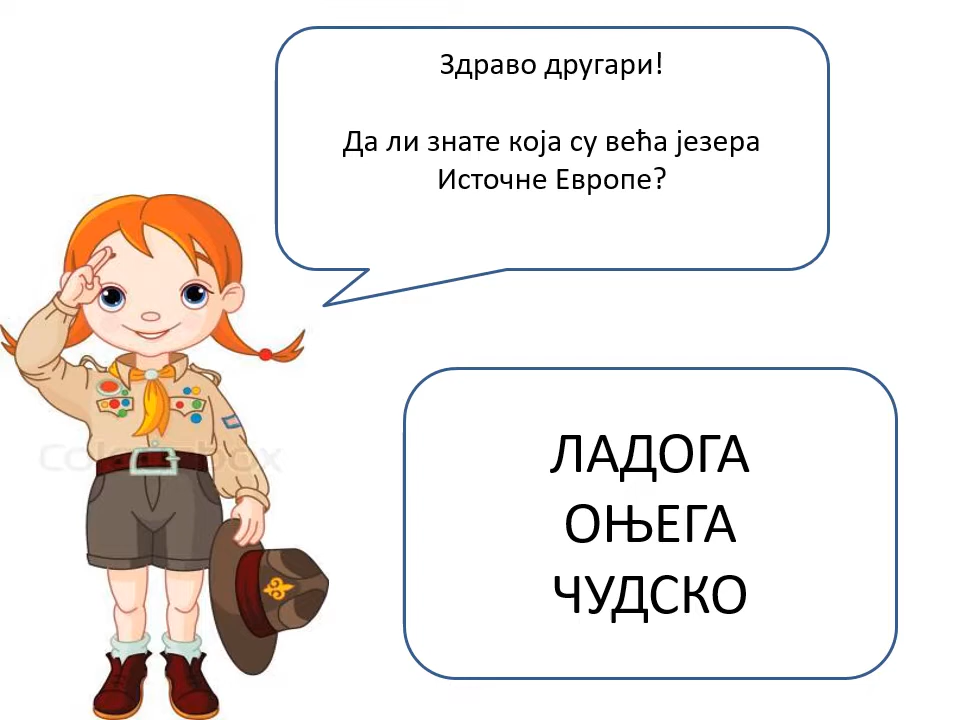 Здраво другари!
Да ли знате која су већа језера
Источне Европе?
ЛАДОГА
ОЊЕГА
ЧУДСКО